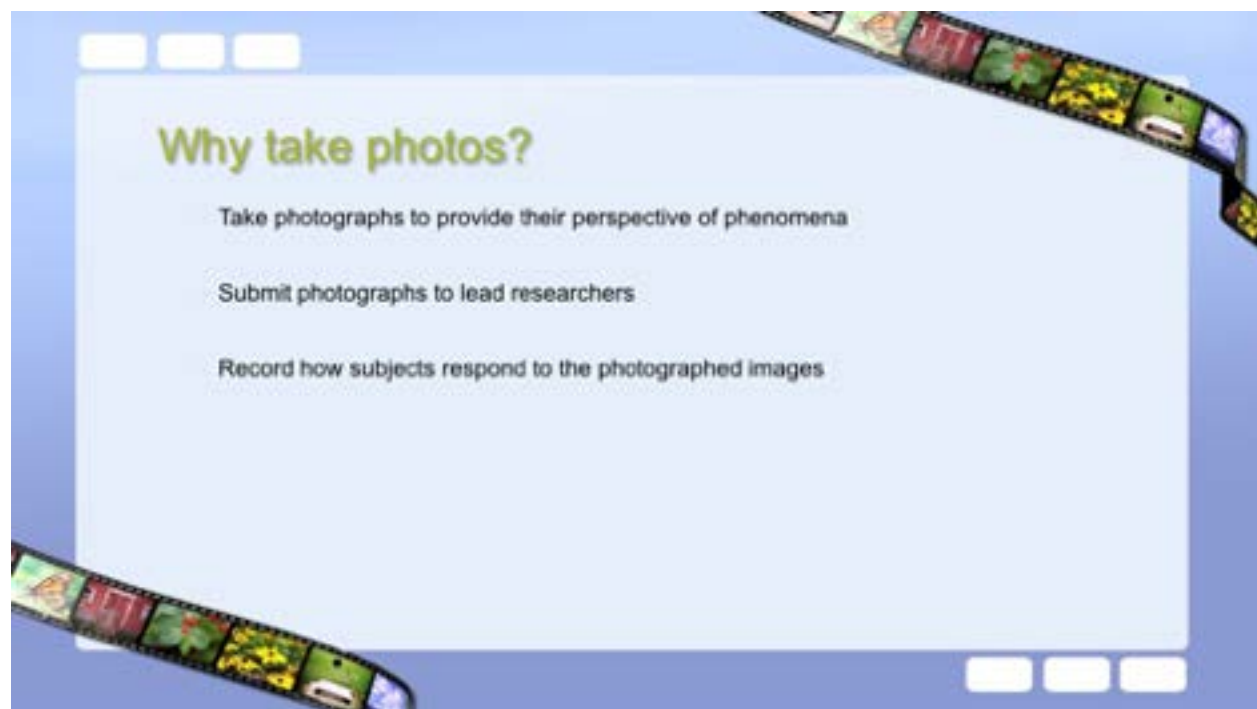 Why take photos?
Take photographs to provide their perspective of phenomena
Submit photographs to lead researchers
Record how subjects respond to the photographed images